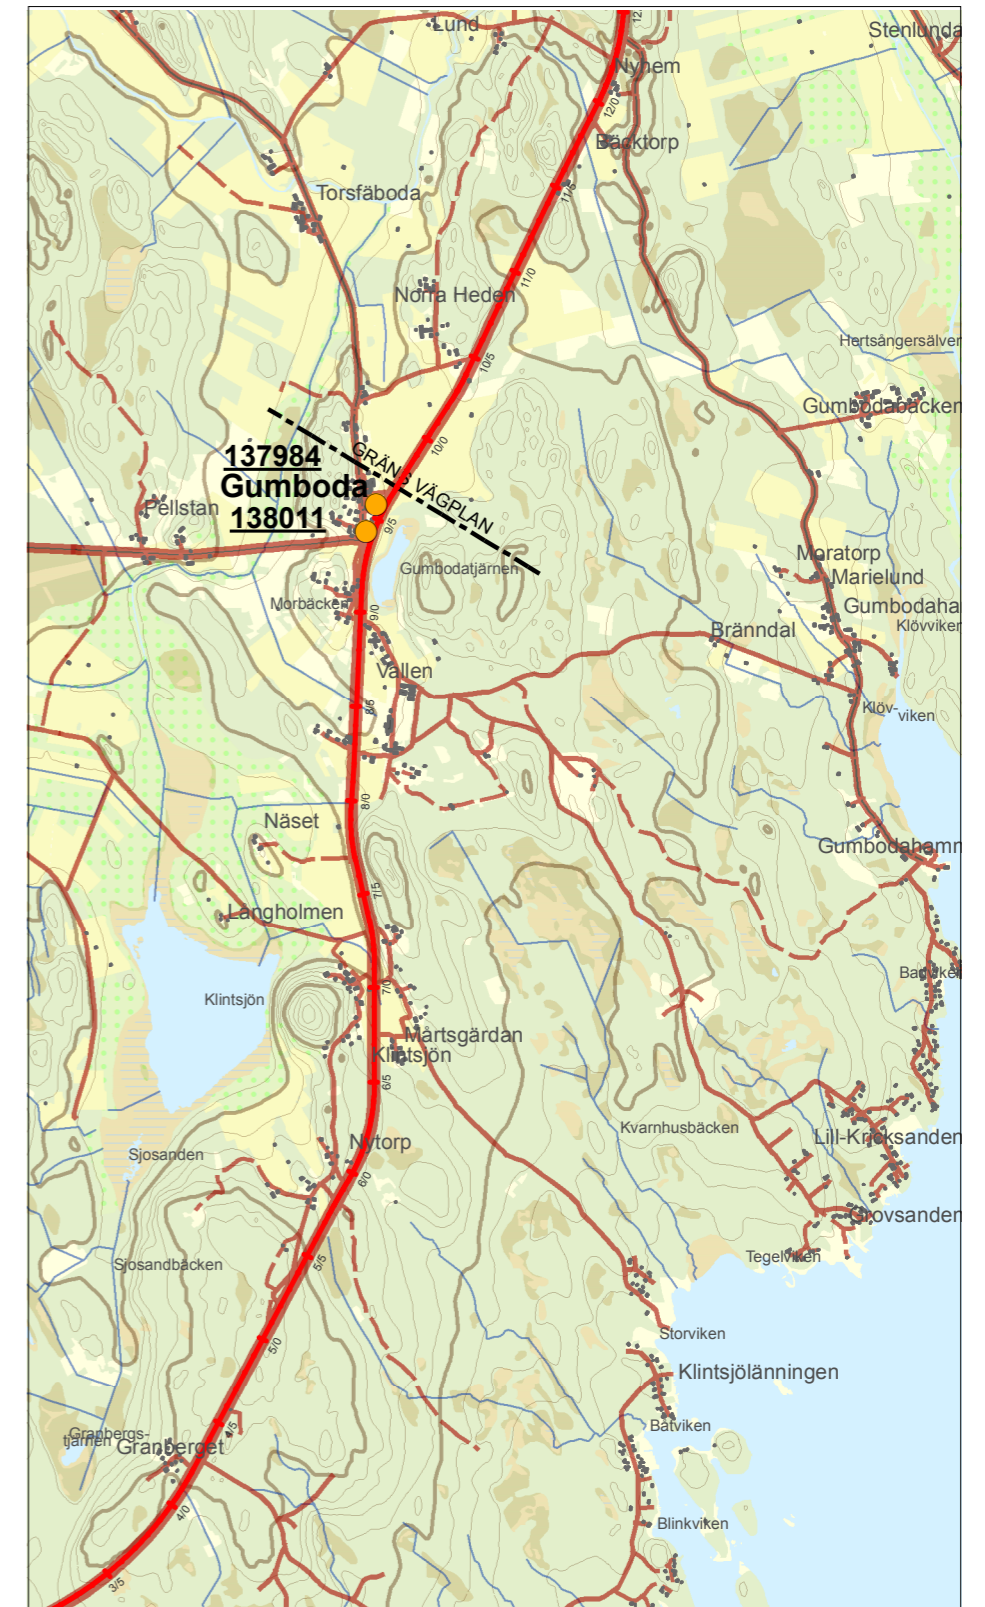 Lund
Stenlunda
12.
Nyhem
12/0
Bäcktorp
11/5
Torsfäboda
11/0
Norra Heden
10/5
Hertsångersälver
Gumbodabäcken
10/0
GRÄNS VÄGPLAN
137984
Gumboda
138011
9/5
Pellstan
Gumbodatjärnen
Moratorp
Marielund
Morbäcken
9/0
Gumbodaha
Klövviken
Bränndal
Vallen
8/5
Klöv-
viken
8/0
Näset
Gumbodahamn
7/5
Långholmen
Klintsjön
7/0
Mårtsgärdan
Klintsjön
6/5
Kvarnhusbäcken
Lill-Kricksanden
Nytorp
Sjosanden
6/0
Grovsanden
Tegelviken
Sjosandbäcken
5/5
Storviken
5/0
Klintsjölänningen
Båtviken
4/5
Granbergs-
tjärnen
Granberget
4/0
Blinkviken
3/5